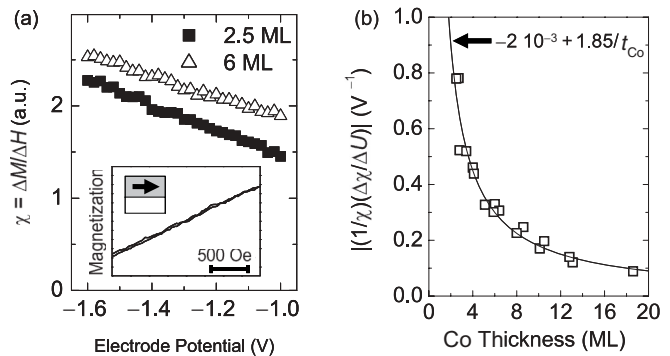 (a)
2.5 ML
6 ML
χ = ΔM/ΔH (a.u.)
2
1
0
Magnetization
500 Oe
−1.6 −1.4 −1.2 −1.0
Electrode Potential (V)
(b)
−2 10⁻³ + 1.85/ t_Co
|(1/χ)(Δχ/ΔU)| (V⁻¹)
1.0
0.8
0.6
0.4
0.2
0.0
0 4 8 12 16 20
Co Thickness (ML)